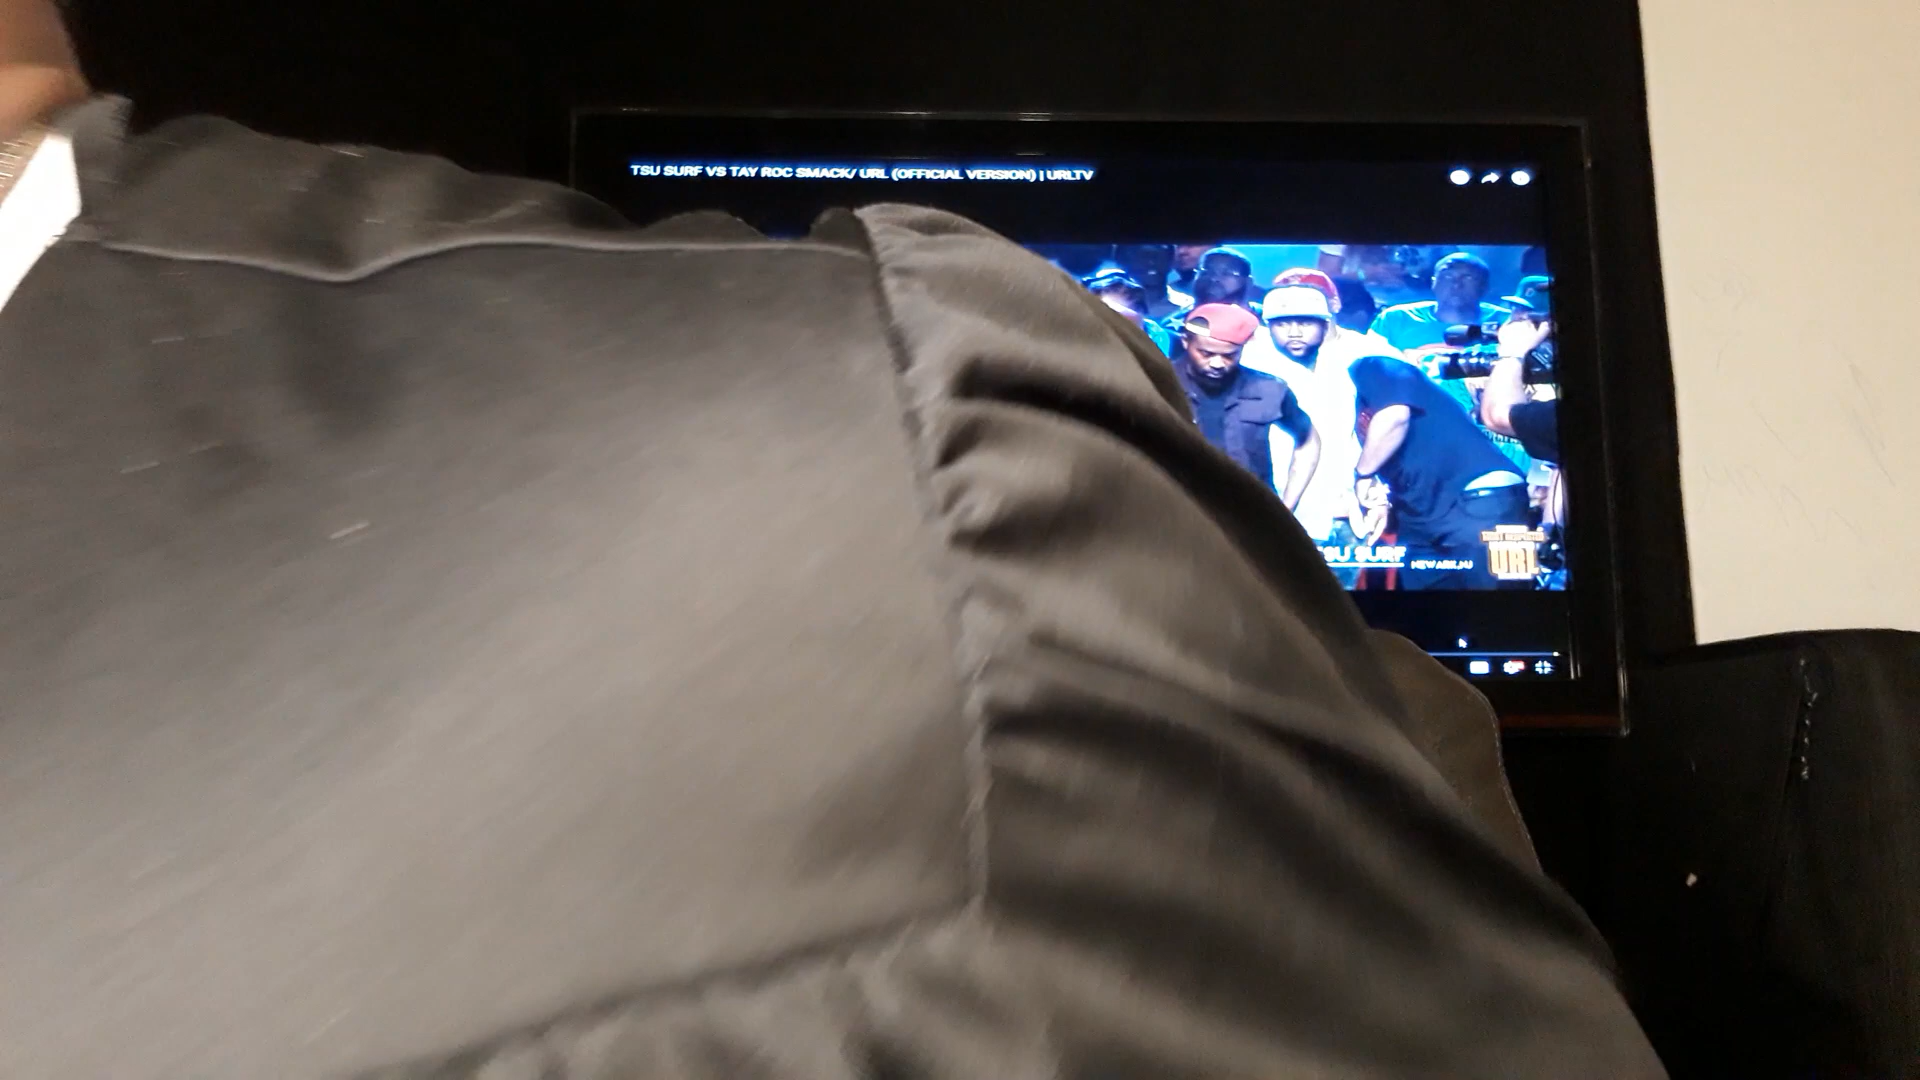 TSU SURF VS TAY ROC SMACK/ URL (OFFICIAL VERSION) | URLTV
SU SURF NEWARK, NJ
URL